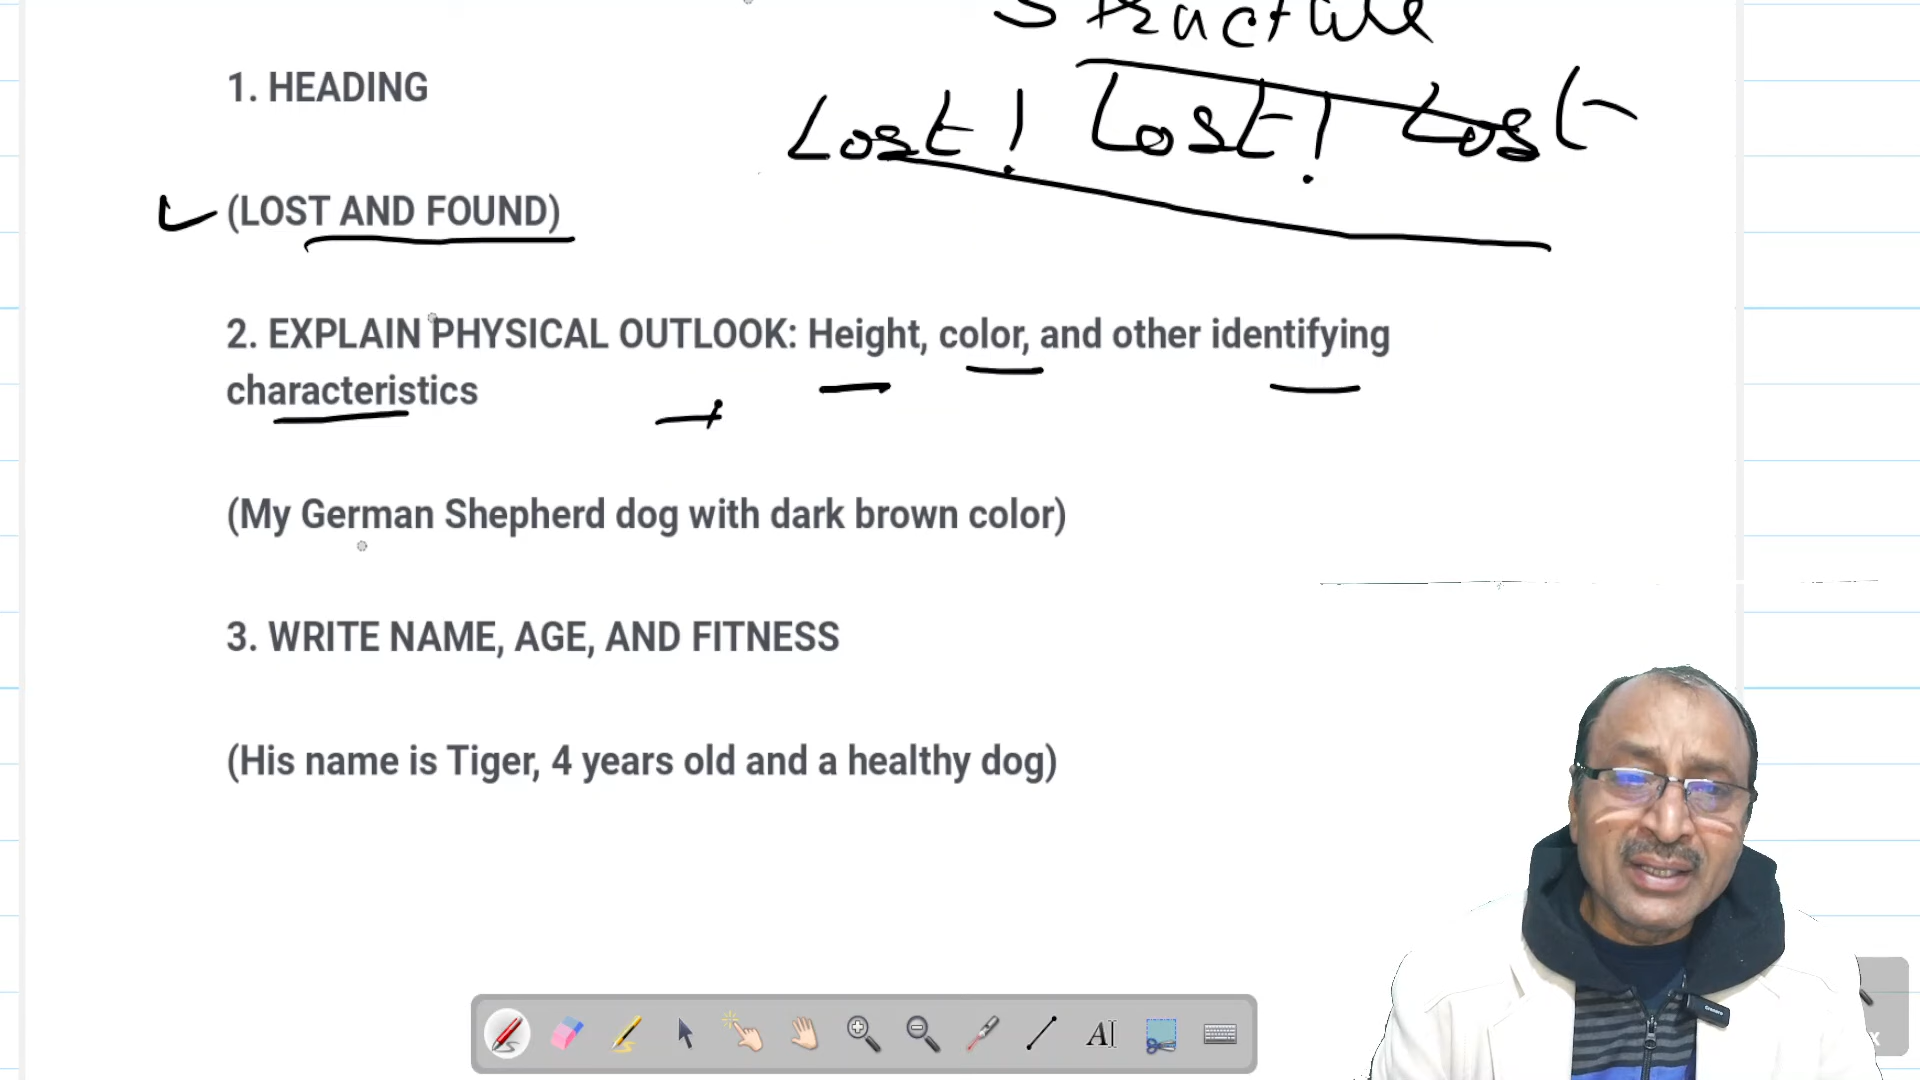 Structure
1. HEADING
Lost! Lost! Lost
(LOST AND FOUND)
2. EXPLAIN PHYSICAL OUTLOOK: Height, color, and other identifying
characteristics
(My German Shepherd dog with dark brown color)
3. WRITE NAME, AGE, AND FITNESS
(His name is Tiger, 4 years old and a healthy dog)